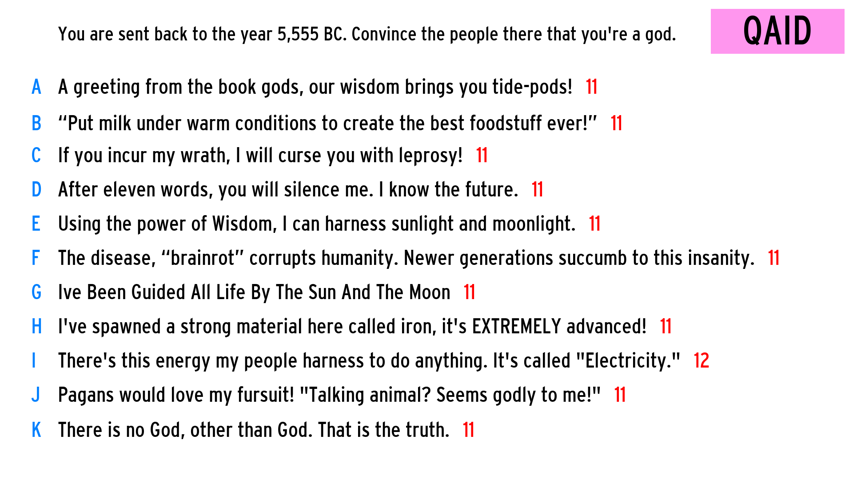 You are sent back to the year 5,555 BC. Convince the people there that you're a god.
QAID
A A greeting from the book gods, our wisdom brings you tide-pods! 11
B “Put milk under warm conditions to create the best foodstuff ever!” 11
C If you incur my wrath, I will curse you with leprosy! 11
D After eleven words, you will silence me. I know the future. 11
E Using the power of Wisdom, I can harness sunlight and moonlight. 11
F The disease, “brainrot” corrupts humanity. Newer generations succumb to this insanity. 11
G Ive Been Guided All Life By The Sun And The Moon 11
H I've spawned a strong material here called iron, it's EXTREMELY advanced! 11
I There's this energy my people harness to do anything. It's called "Electricity." 12
J Pagans would love my fursuit! "Talking animal? Seems godly to me!" 11
K There is no God, other than God. That is the truth. 11